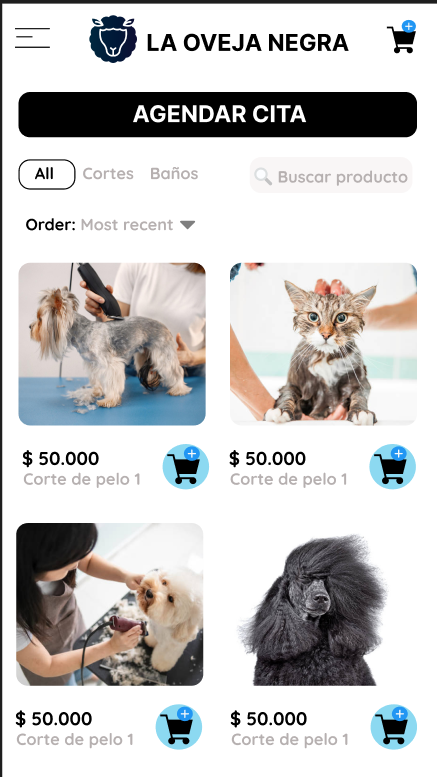 LA OVEJA NEGRA
AGENDAR CITA
All Cortes Baños Buscar producto
Order: Most recent
$ 50.000 $ 50.000
Corte de pelo 1 Corte de pelo 1
$ 50.000 $ 50.000
Corte de pelo 1 Corte de pelo 1